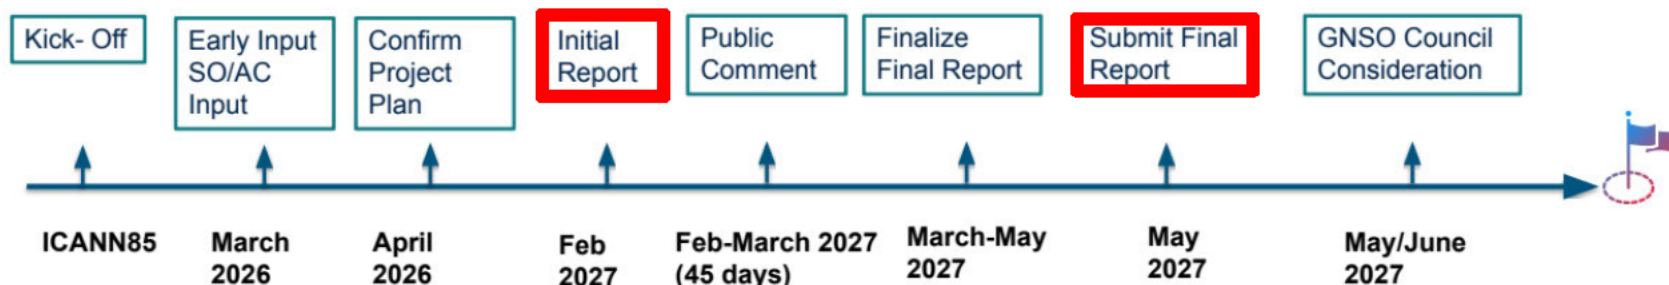 Kick- Off
Early Input
SO/AC
Input
Confirm
Project
Plan
Initial
Report
Public
Comment
Finalize
Final Report
Submit Final
Report
GNSO Council
Consideration
ICANN85
March
2026
April
2026
Feb
2027
Feb-March 2027
(45 days)
March-May
2027
May
2027
May/June
2027